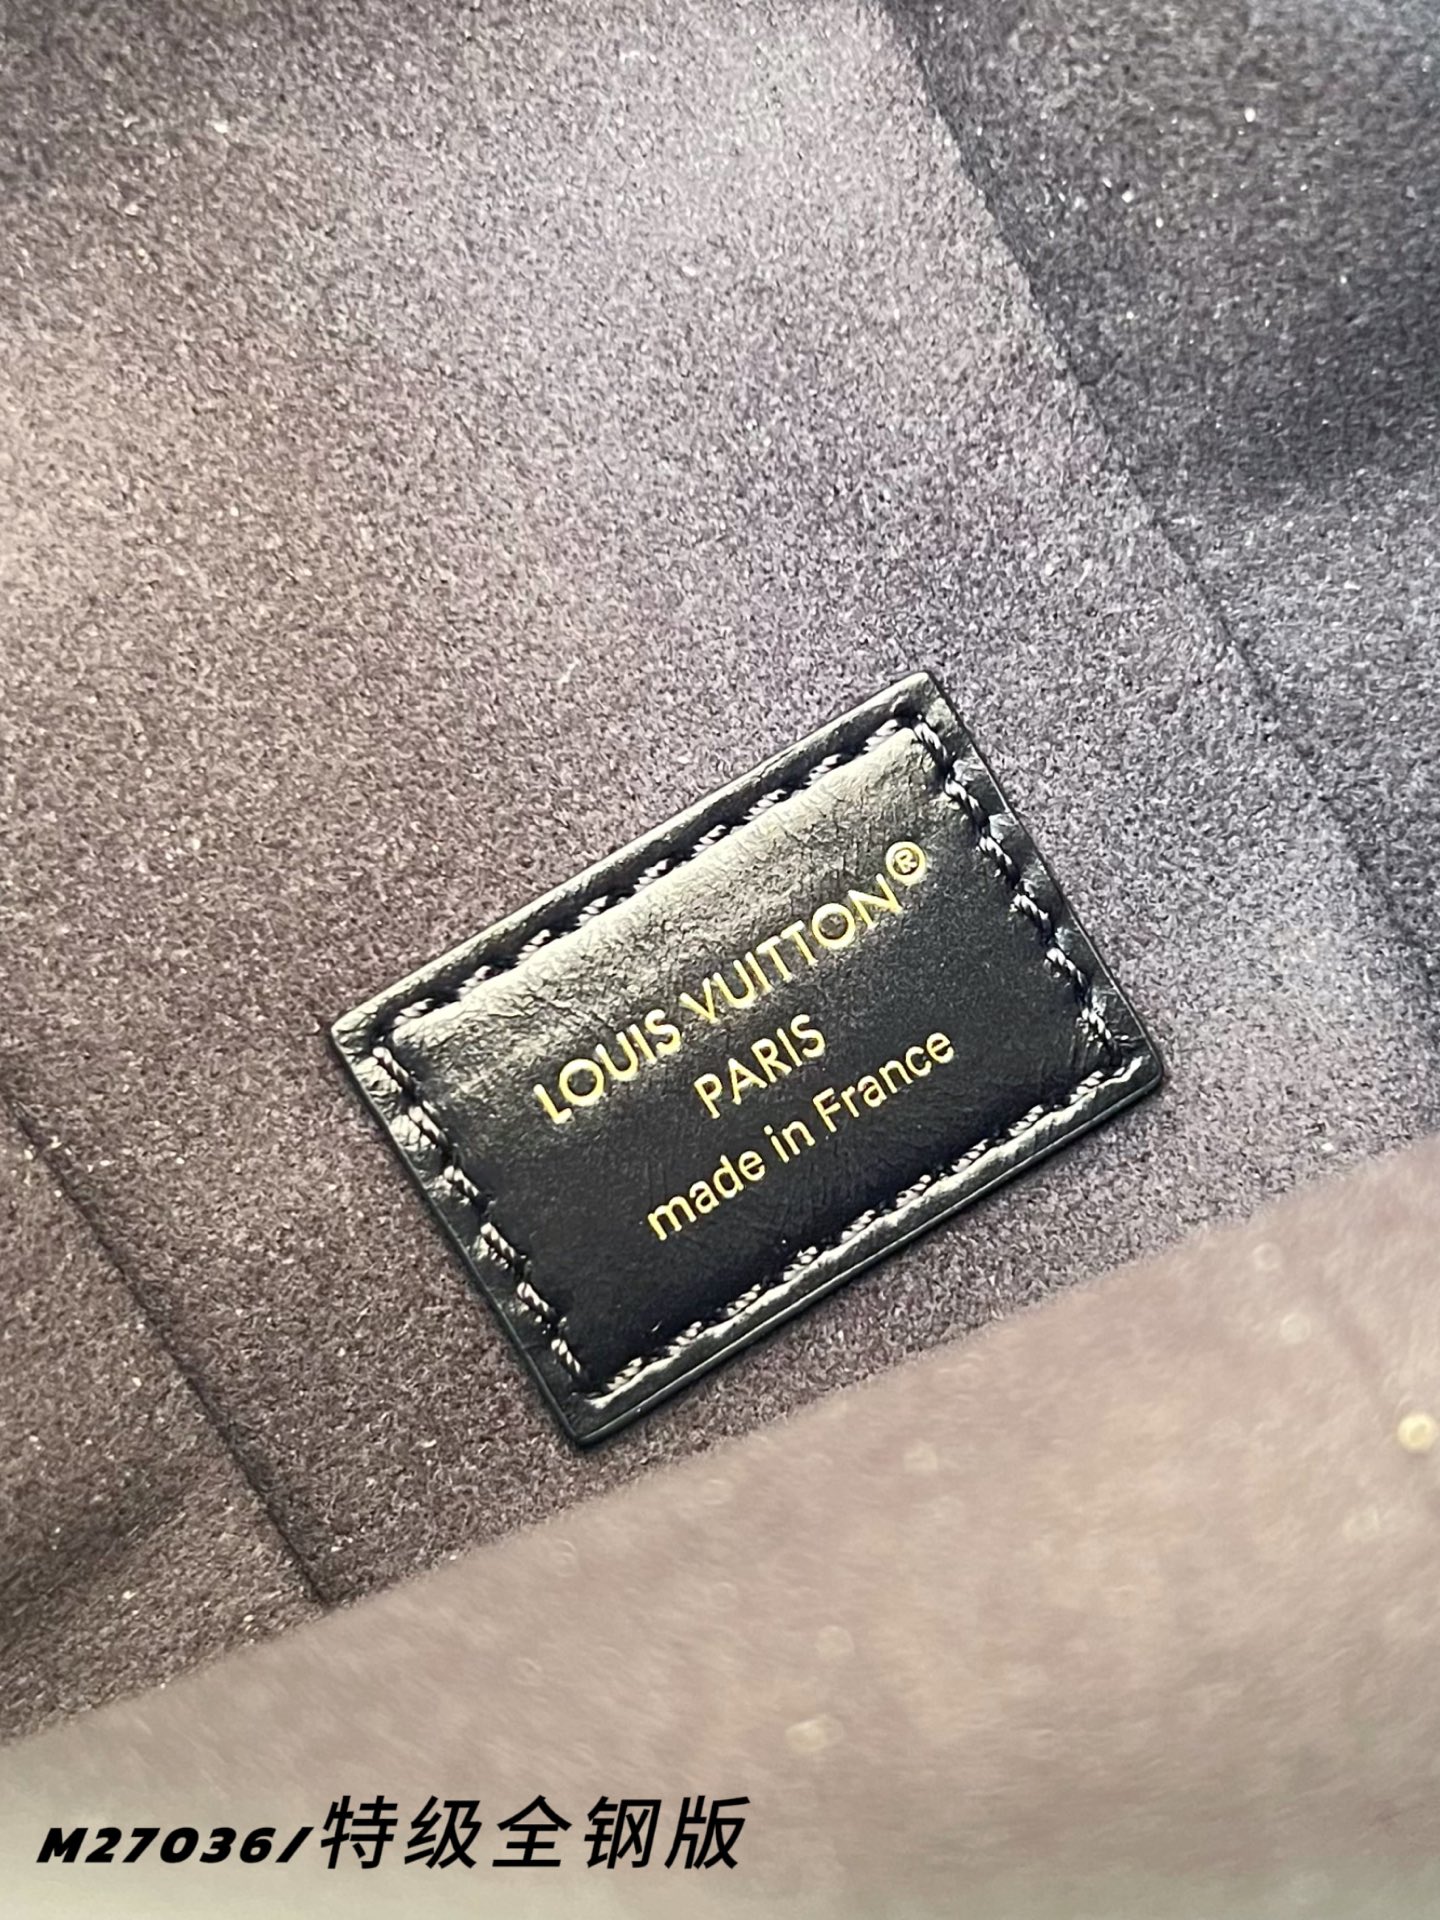 LOUIS VUITTON®
PARIS
made in France
M27036/特级全钢版